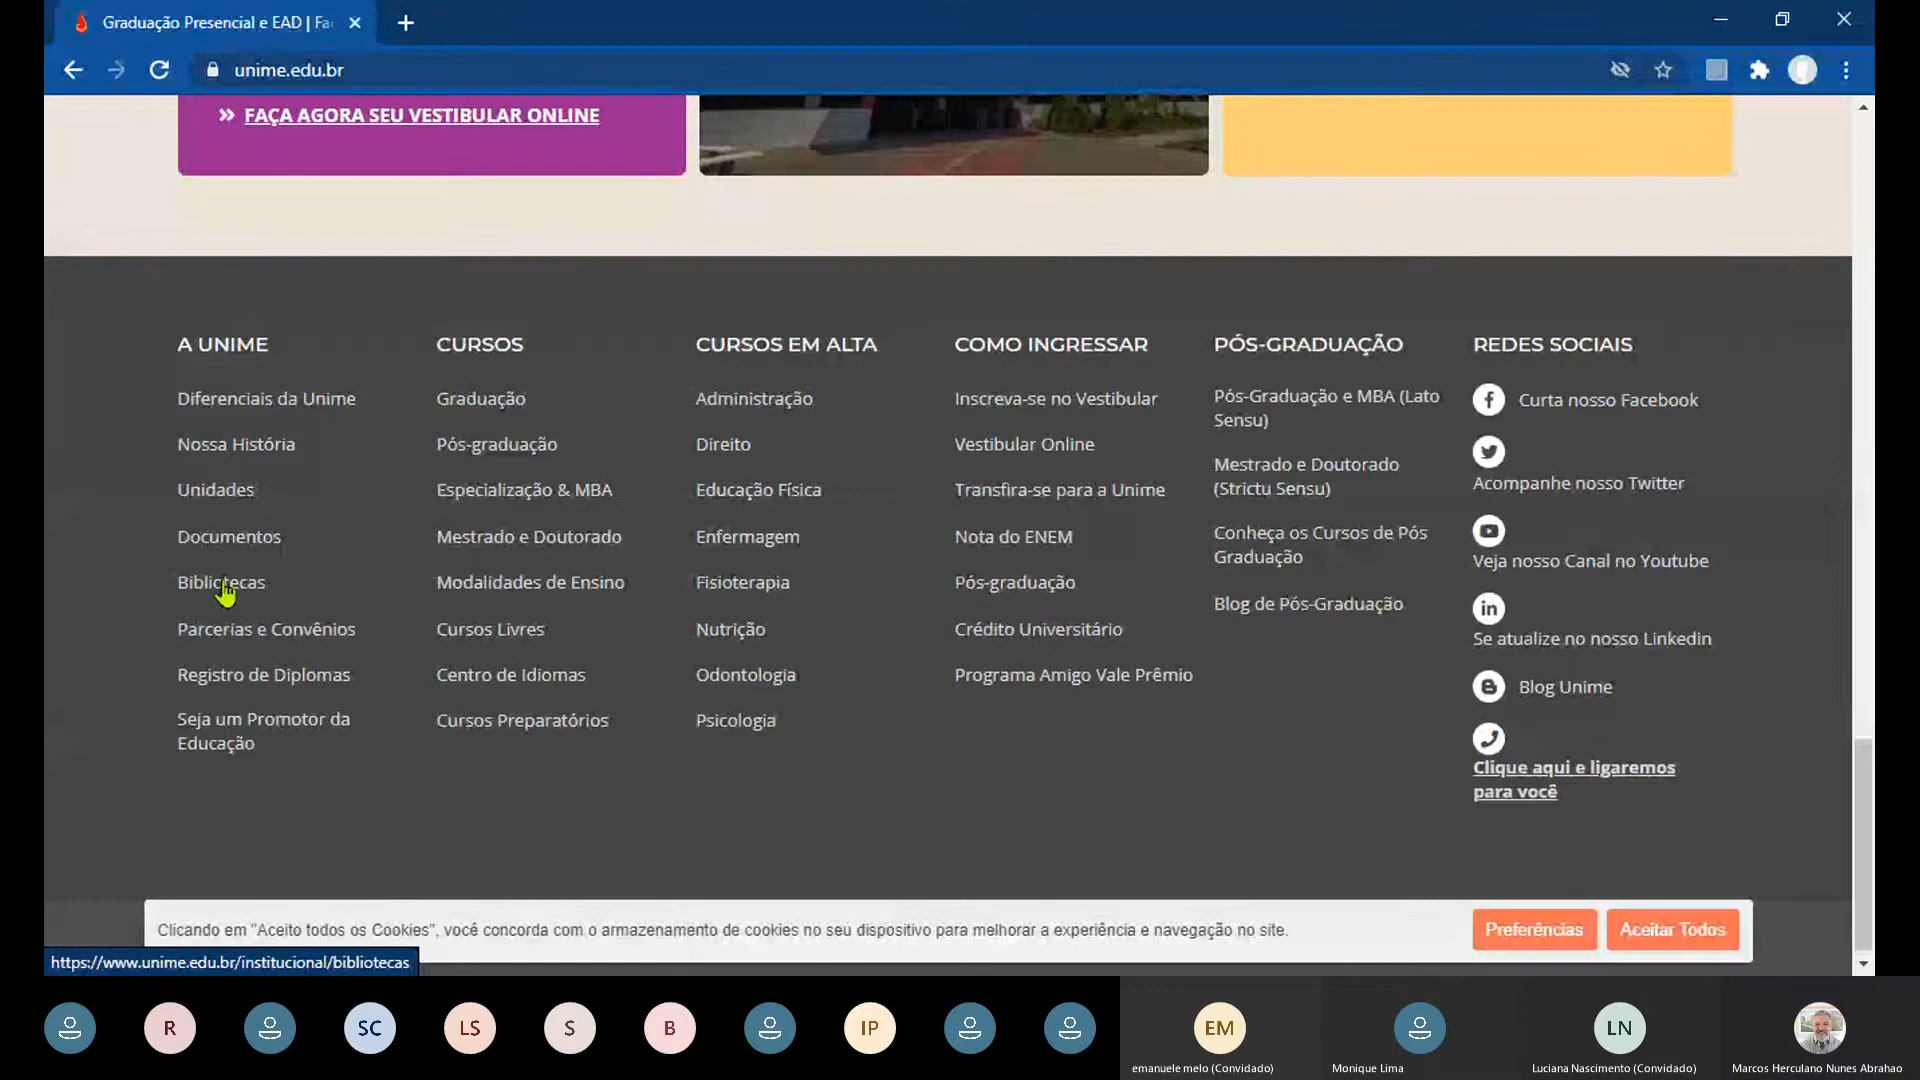 Graduação Presencial e EAD | Fa
unime.edu.br
» FAÇA AGORA SEU VESTIBULAR ONLINE
A UNIME
Diferenciais da Unime
Nossa História
Unidades
Documentos
Bibliotecas
Parcerias e Convênios
Registro de Diplomas
Seja um Promotor da
Educação
CURSOS
Graduação
Pós-graduação
Especialização & MBA
Mestrado e Doutorado
Modalidades de Ensino
Cursos Livres
Centro de Idiomas
Cursos Preparatórios
CURSOS EM ALTA
Administração
Direito
Educação Física
Enfermagem
Fisioterapia
Nutrição
Odontologia
Psicologia
COMO INGRESSAR
Inscreva-se no Vestibular
Vestibular Online
Transfira-se para a Unime
Nota do ENEM
Pós-graduação
Crédito Universitário
Programa Amigo Vale Prêmio
PÓS-GRADUAÇÃO
Pós-Graduação e MBA (Lato
Sensu)
Mestrado e Doutorado
(Strictu Sensu)
Conheça os Cursos de Pós
Graduação
Blog de Pós-Graduação
REDES SOCIAIS
Curta nosso Facebook
Acompanhe nosso Twitter
Veja nosso Canal no Youtube
in
Se atualize no nosso Linkedin
Blog Unime
Clique aqui e ligaremos
para você
Clicando em "Aceito todos os Cookies", você concorda com o armazenamento de cookies no seu dispositivo para melhorar a experiência e navegação no site.
Preferências
Aceitar Todos
https://www.unime.edu.br/institucional/bibliotecas
R
SC
LS
S
B
IP
EM
LN
emanuele melo (Convidado)
Monique Lima
Luciana Nascimento (Convidado)
Marcos Herculano Nunes Abrahao